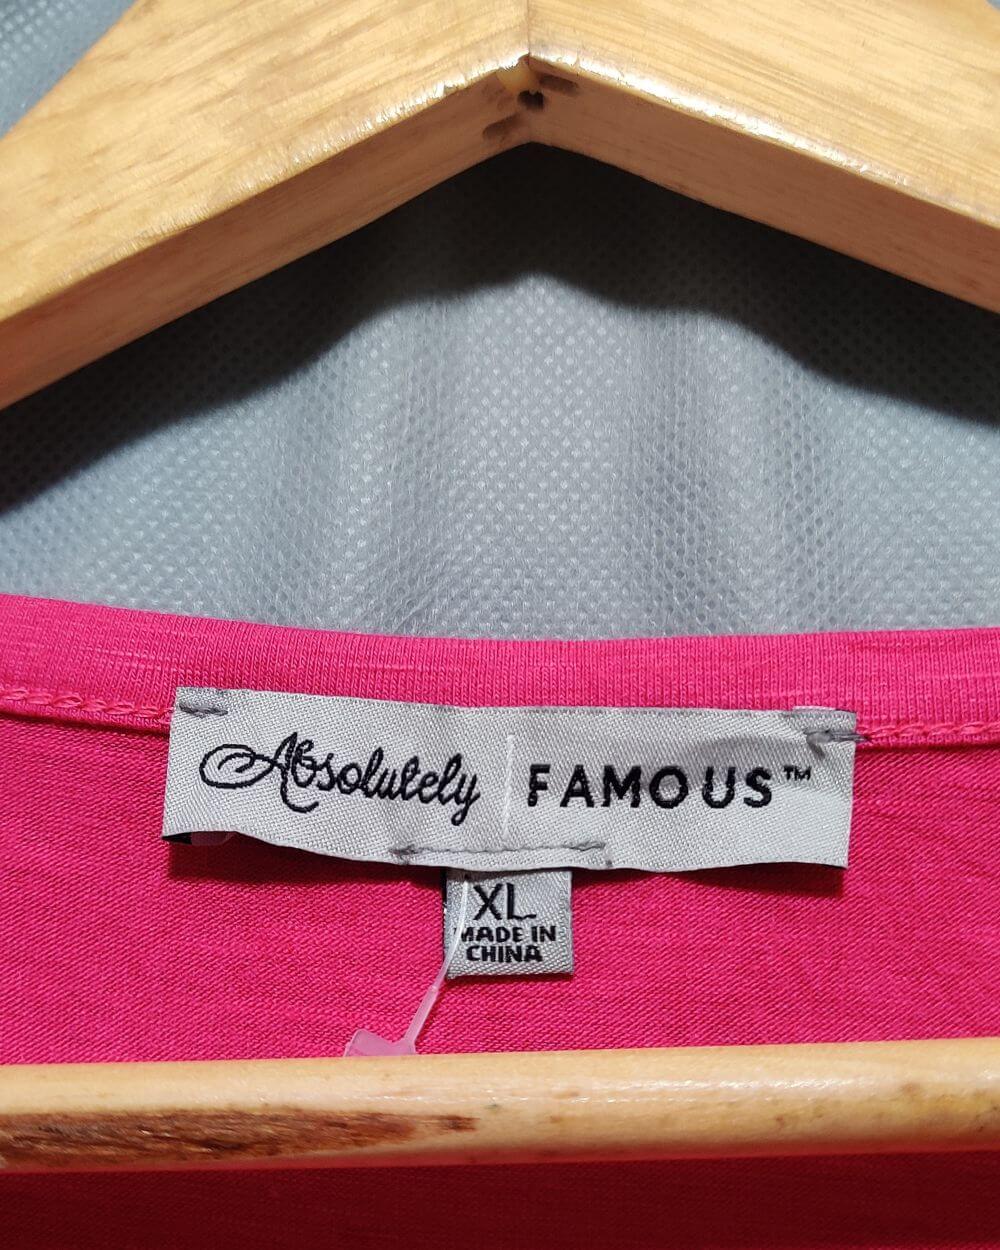 Absolutely FAMOUS™
XL
MADE IN
CHINA